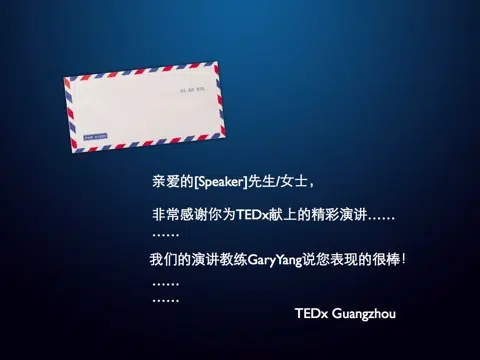 亲爱的[Speaker]先生/女士，
非常感谢你为TEDx献上的精彩演讲……
……
我们的演讲教练GaryYang说您表现的很棒！
……
……
TEDx Guangzhou